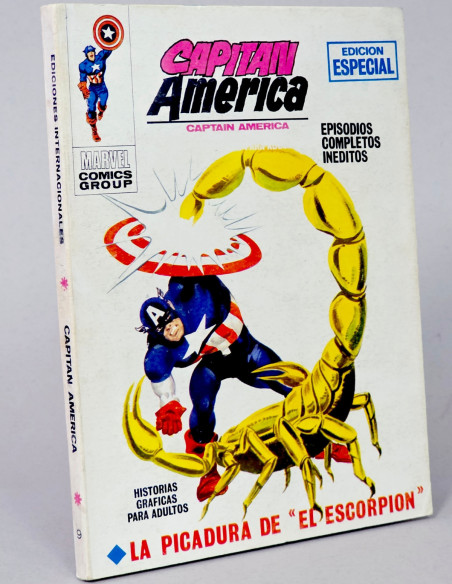 CAPITAN
America
CAPTAIN AMERICA
EDICION
ESPECIAL
EPISODIOS
COMPLETOS
INEDITOS
MARVEL
COMICS
GROUP
A
HISTORIAS
GRAFICAS
PARA ADULTOS
LA PICADURA DE "EL ESCORPION"
EDICIONES INTERNACIONALES
CAPITAN AMERICA
9